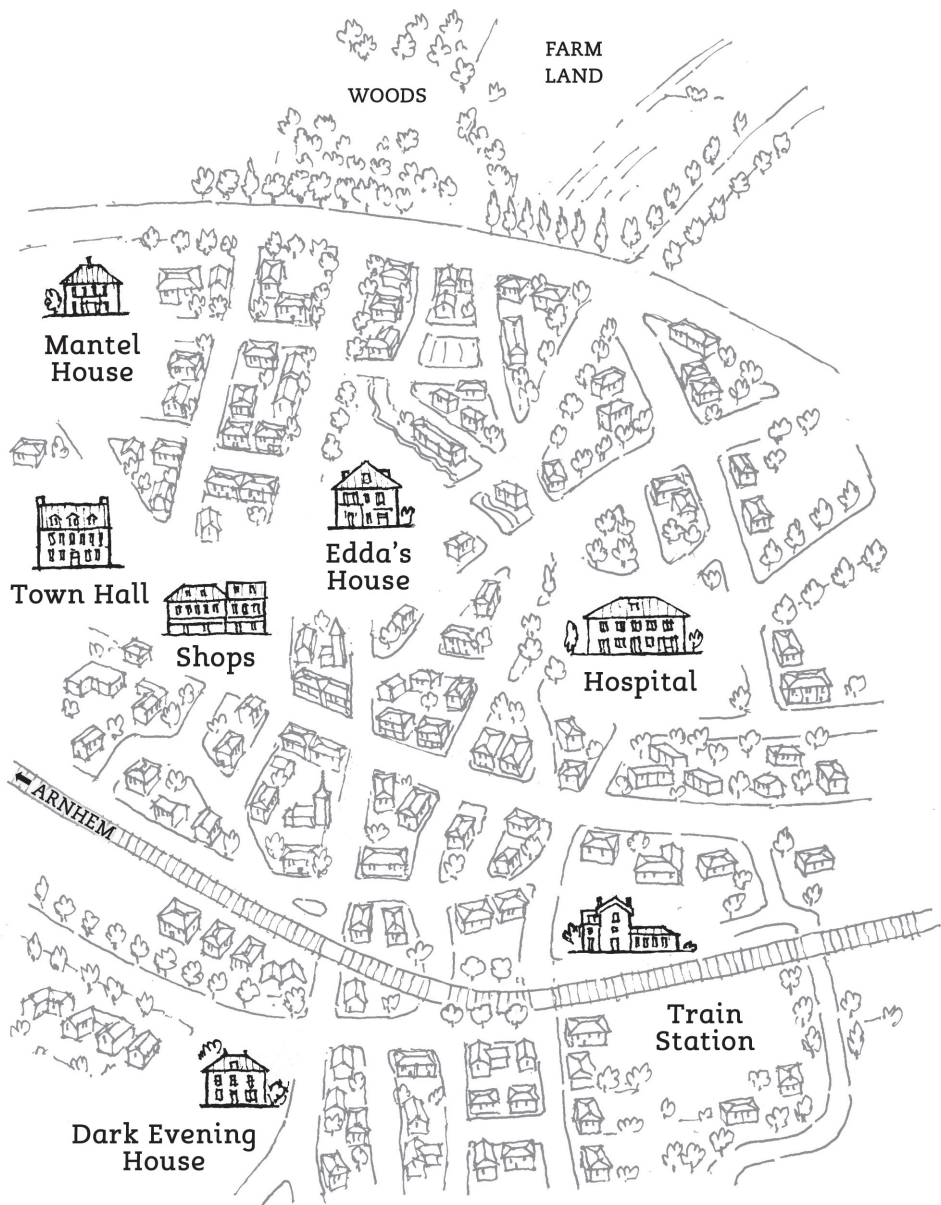 FARM
LAND
WOODS
Mantel
House
Edda's
House
Town Hall
Shops
Hospital
ARNHEM
Train
Station
Dark Evening
House